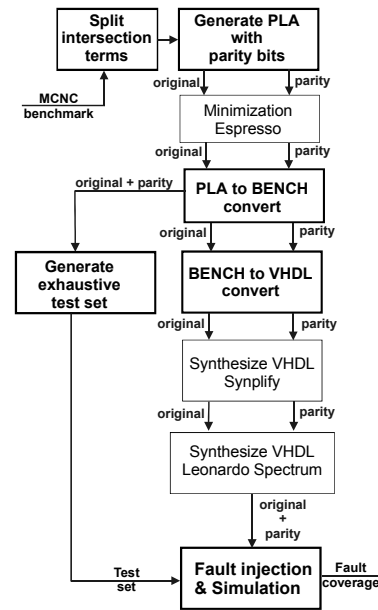 Split
intersection
terms
Generate PLA
with
parity bits
MCNC
benchmark
original
parity
Minimization
Espresso
original
parity
original + parity
PLA to BENCH
convert
original
parity
Generate
exhaustive
test set
BENCH to VHDL
convert
original
parity
Synthesize VHDL
Synplify
original
parity
Synthesize VHDL
Leonardo Spectrum
original
+
parity
Test
set
Fault injection
& Simulation
Fault
coverage